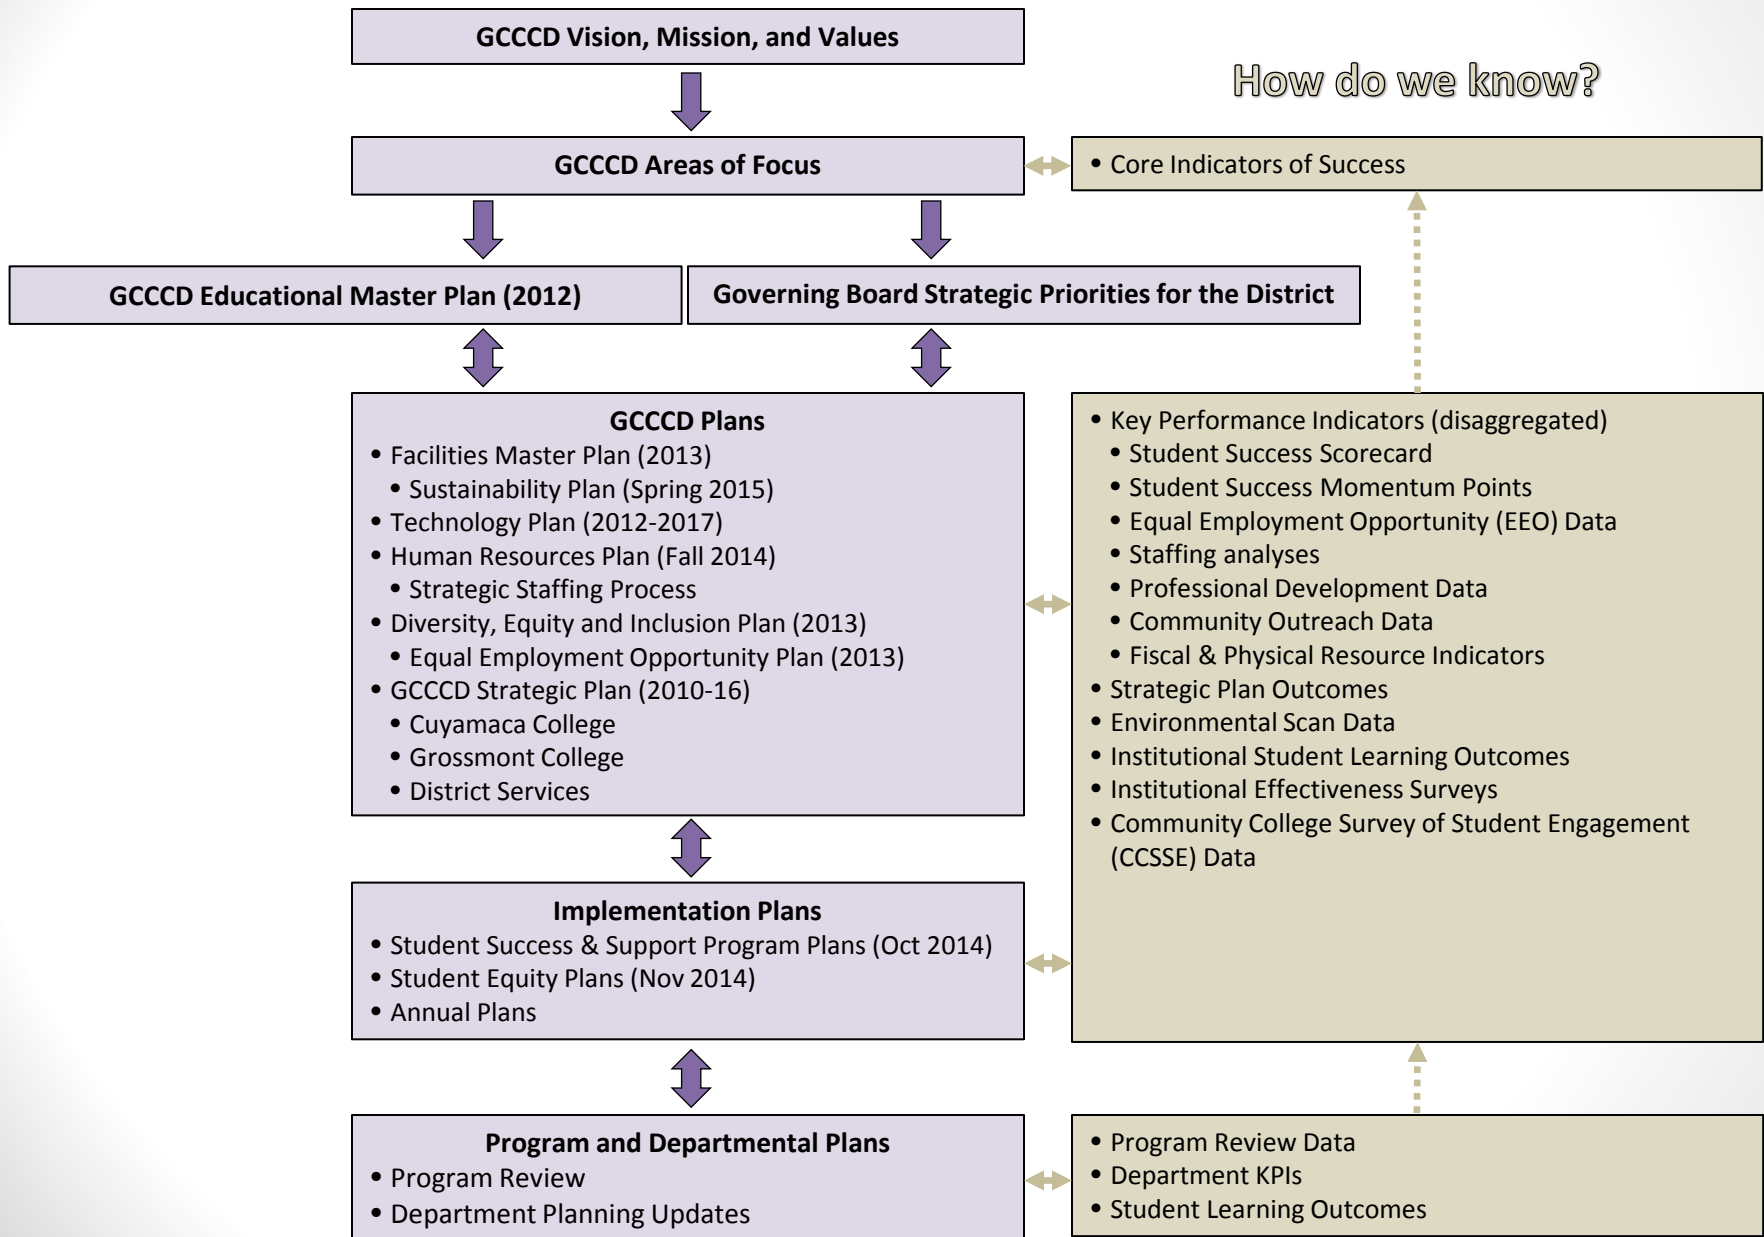 GCCCD Vision, Mission, and Values
How do we know?
GCCCD Areas of Focus
• Core Indicators of Success
GCCCD Educational Master Plan (2012)
Governing Board Strategic Priorities for the District
GCCCD Plans
• Facilities Master Plan (2013)
• Sustainability Plan (Spring 2015)
• Technology Plan (2012-2017)
• Human Resources Plan (Fall 2014)
• Strategic Staffing Process
• Diversity, Equity and Inclusion Plan (2013)
• Equal Employment Opportunity Plan (2013)
• GCCCD Strategic Plan (2010-16)
• Cuyamaca College
• Grossmont College
• District Services
• Key Performance Indicators (disaggregated)
• Student Success Scorecard
• Student Success Momentum Points
• Equal Employment Opportunity (EEO) Data
• Staffing analyses
• Professional Development Data
• Community Outreach Data
• Fiscal & Physical Resource Indicators
• Strategic Plan Outcomes
• Environmental Scan Data
• Institutional Student Learning Outcomes
• Institutional Effectiveness Surveys
• Community College Survey of Student Engagement
(CCSSE) Data
Implementation Plans
• Student Success & Support Program Plans (Oct 2014)
• Student Equity Plans (Nov 2014)
• Annual Plans
Program and Departmental Plans
• Program Review
• Department Planning Updates
• Program Review Data
• Department KPIs
• Student Learning Outcomes